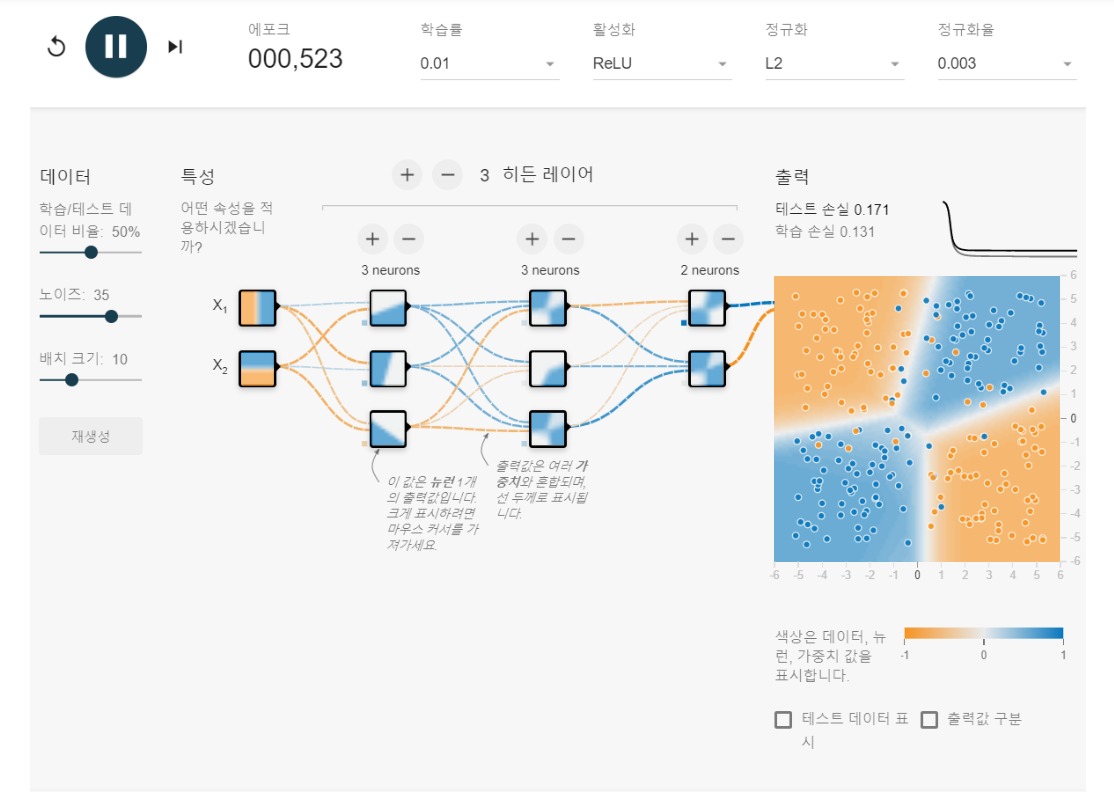 에포크
000,523
학습률
0.01
활성화
ReLU
정규화
L2
정규화율
0.003
데이터
학습/테스트 데
이터 비율: 50%
노이즈: 35
배치 크기: 10
재생성
특성
어떤 속성을 적
용하시겠습니
까?
X1
X2
+ − 3 히든 레이어
+ −
3 neurons
+ −
3 neurons
+ −
2 neurons
이 값은 뉴런 1개
의 출력값입니다.
크게 표시하려면
마우스 커서를 가
져가세요.
출력값은 여러 가
중치와 혼합되며,
선 두께로 표시됩
니다.
출력
테스트 손실 0.171
학습 손실 0.131
6
5
4
3
2
1
0
-1
-2
-3
-4
-5
-6
-6 -5 -4 -3 -2 -1 0 1 2 3 4 5 6
색상은 데이터, 뉴
런, 가중치 값을
표시합니다.
-1 0 1
테스트 데이터 표
시
출력값 구분